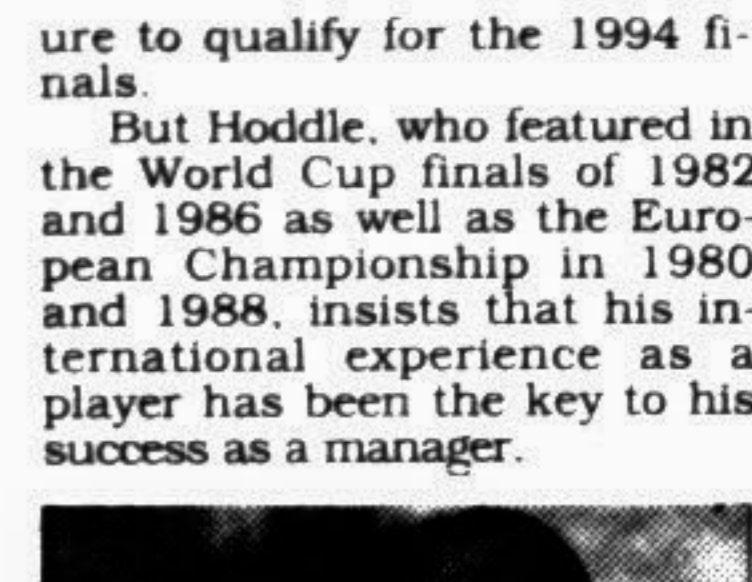 ure to qualify for the 1994 fi-
nals.
But Hoddle, who featured in
the World Cup finals of 1982
and 1986 as well as the Euro-
pean Championship in 1980
and 1988, insists that his in-
ternational experience as a
player has been the key to his
success as a manager.